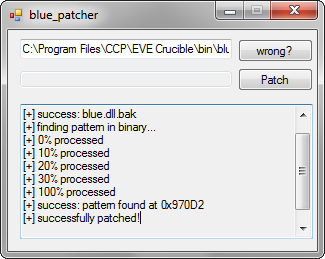 blue_patcher
C:\Program Files\CCP\EVE Crucible\bin\blu
wrong?
Patch
[+] success: blue.dll.bak
[+] finding pattern in binary...
[+] 0% processed
[+] 10% processed
[+] 20% processed
[+] 30% processed
[+] 100% processed
[+] success: pattern found at 0x970D2
[+] successfully patched!